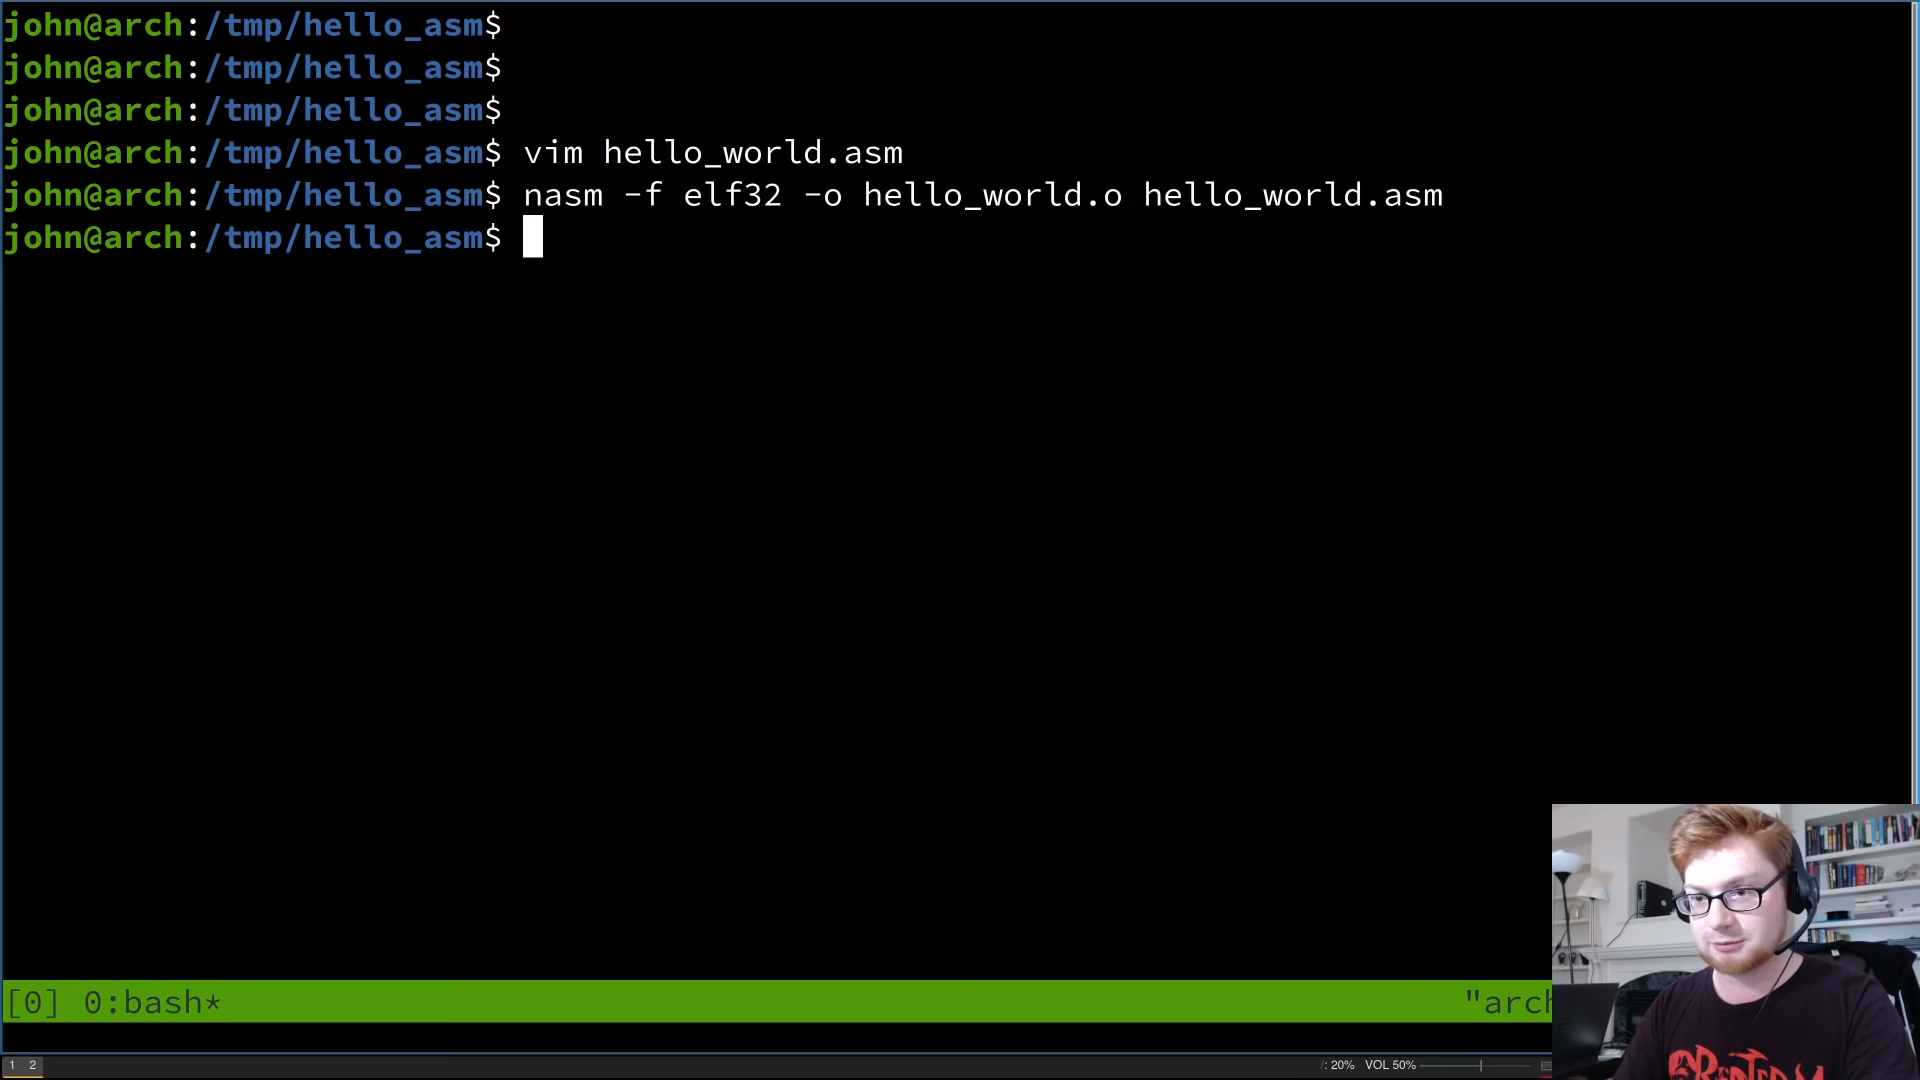 john@arch:/tmp/hello_asm$
john@arch:/tmp/hello_asm$
john@arch:/tmp/hello_asm$
john@arch:/tmp/hello_asm$ vim hello_world.asm
john@arch:/tmp/hello_asm$ nasm -f elf32 -o hello_world.o hello_world.asm
john@arch:/tmp/hello_asm$
[0] 0:bash* "arch
1 2 /: 20% VOL 50%